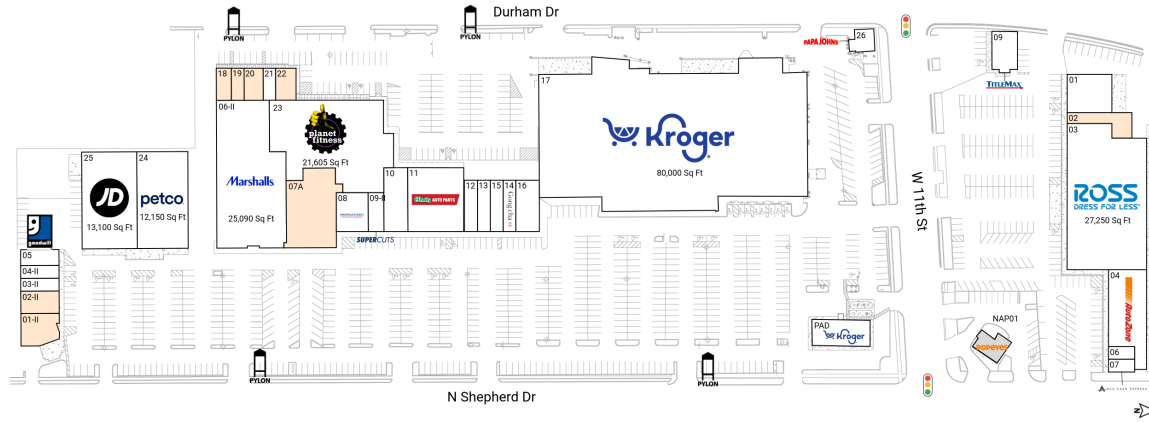 Durham Dr
PYLON
PYLON
PAPA JOHNS
26
09
TITLEMAX
18
19
20
21
22
06-II
23
planet
fitness
21,605 Sq Ft
17
Kroger
80,000 Sq Ft
01
02
03
ROSS
DRESS FOR LESS
27,250 Sq Ft
25
24
JD
petco
13,100 Sq Ft
12,150 Sq Ft
Marshalls
25,090 Sq Ft
07A
08
09-II
10
11
O'Reilly AUTO PARTS
12
13
15
14
16
Gongcha
SUPERCUTS
W 11th St
goodwill
05
04-II
03-II
02-II
01-II
04
AutoZone
06
07
PAD
Kroger
NAP01
POPEYES
PYLON
PYLON
N Shepherd Dr
N